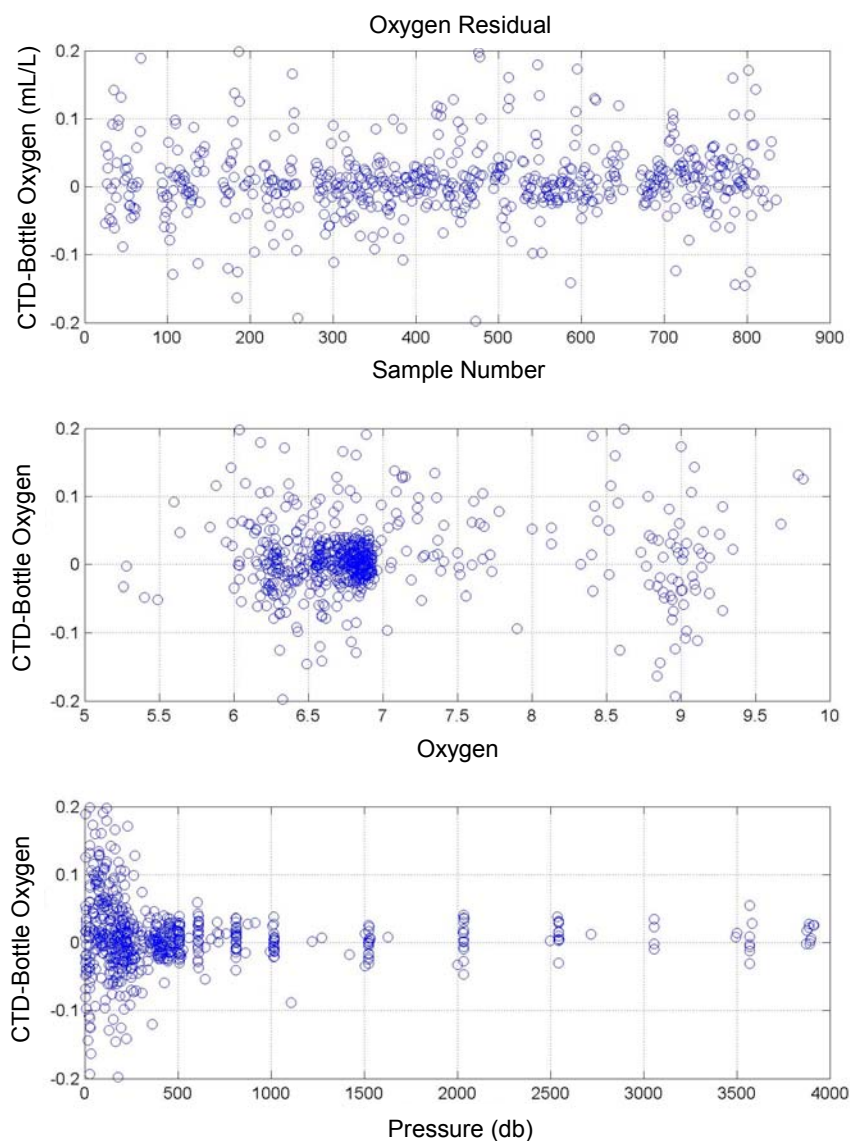 Oxygen Residual
CTD-Bottle Oxygen (mL/L)
0.2
0.1
0
-0.1
-0.2
0 100 200 300 400 500 600 700 800 900
Sample Number
CTD-Bottle Oxygen
0.2
0.1
0
-0.1
-0.2
5 5.5 6 6.5 7 7.5 8 8.5 9 9.5 10
Oxygen
CTD-Bottle Oxygen
0.2
0.1
0
-0.1
-0.2
0 500 1000 1500 2000 2500 3000 3500 4000
Pressure (db)